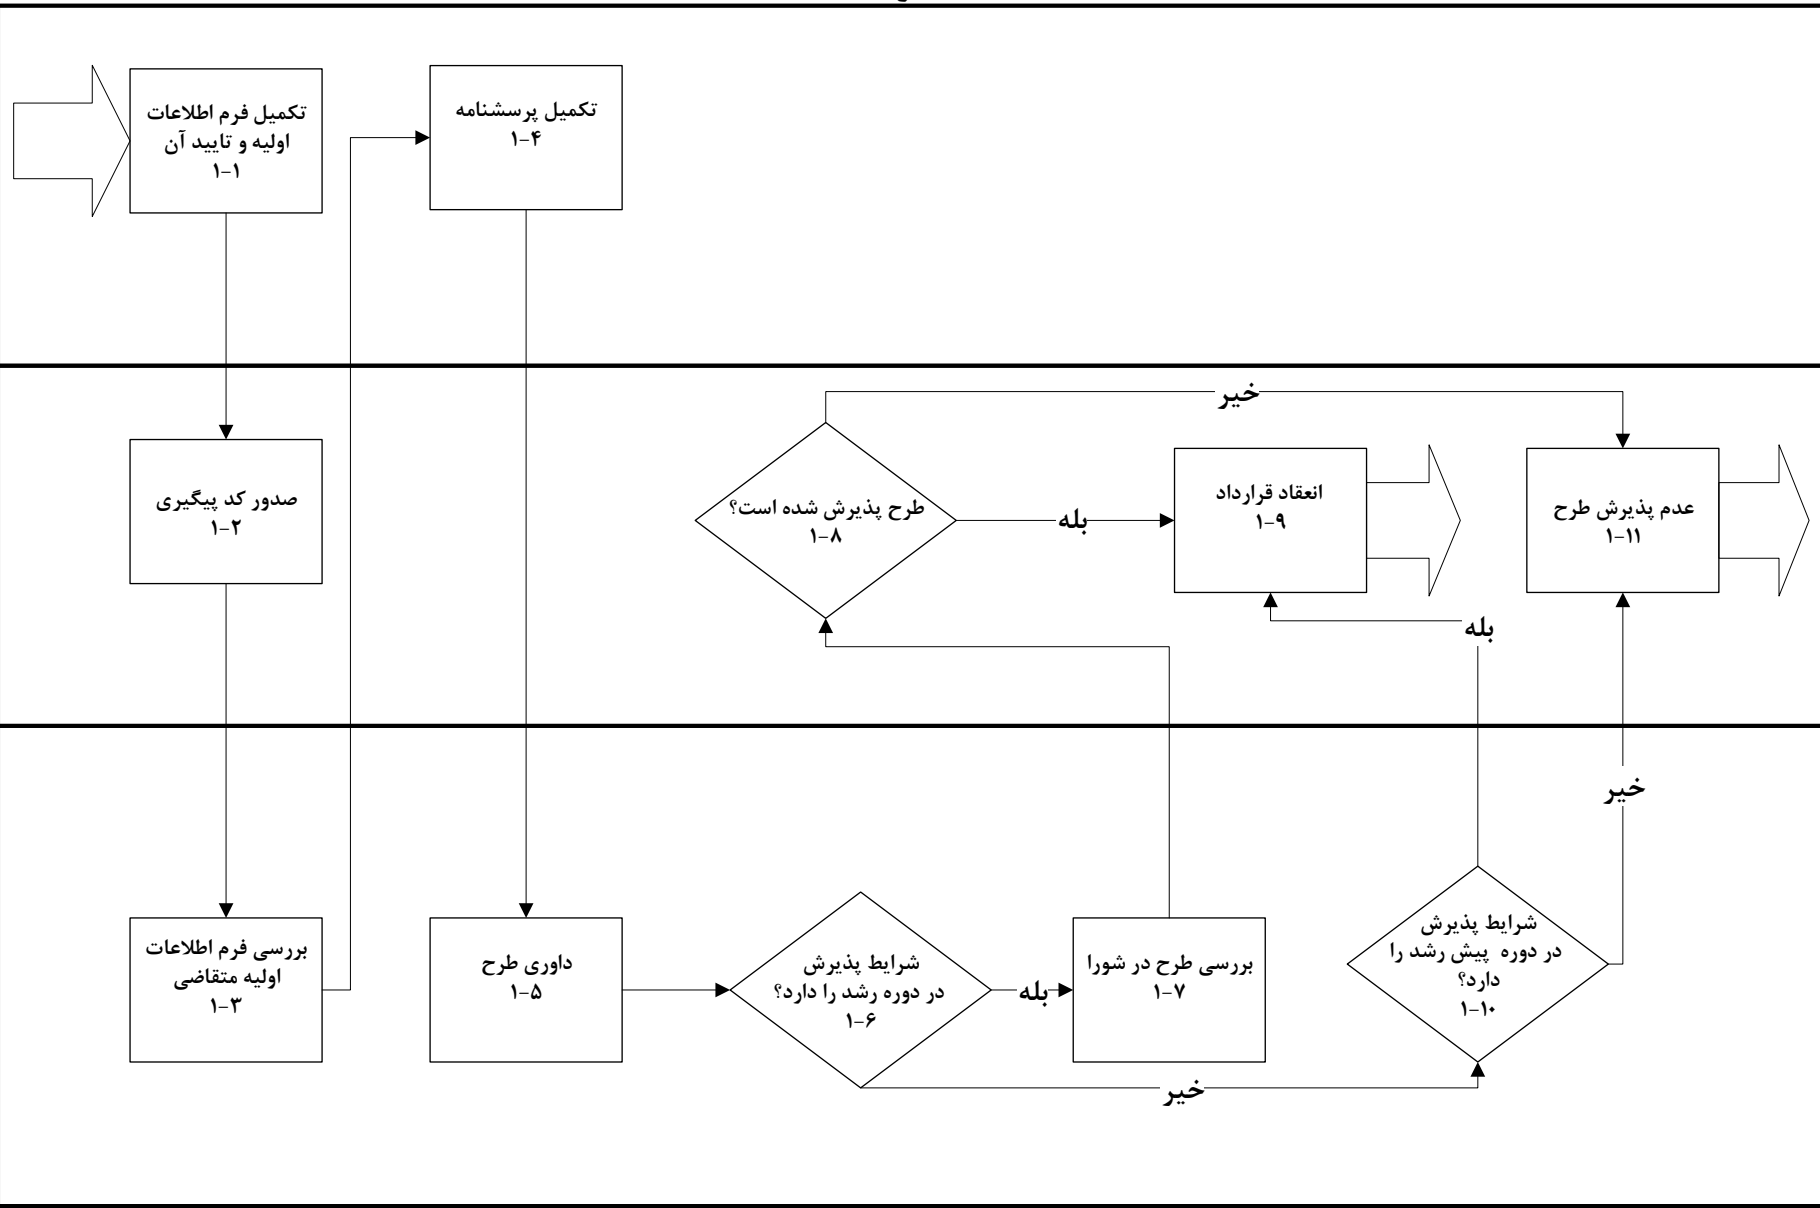 تکمیل فرم اطلاعات
اولیه و تایید آن
۱-۱
تکمیل پرسشنامه
۱-۴
صدور کد پیگیری
۱-۲
خیر
طرح پذیرش شده است؟
۱-۸
بله
انعقاد قرارداد
۱-۹
عدم پذیرش طرح
۱-۱۱
بله
خیر
بررسی فرم اطلاعات
اولیه متقاضی
۱-۳
داوری طرح
۱-۵
شرایط پذیرش
در دوره رشد را دارد؟
۱-۶
بله
بررسی طرح در شورا
۱-۷
شرایط پذیرش
در دوره پیش رشد را
دارد؟
۱-۱۰
خیر